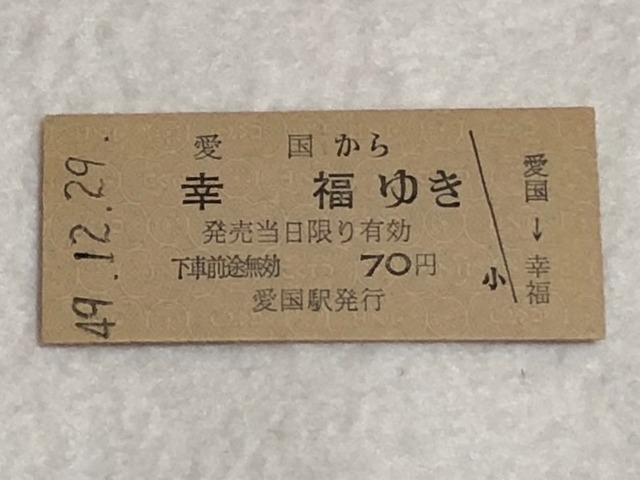 49.12.29.
愛国から
幸福ゆき
発売当日限り有効
下車前途無効 70円
愛国駅発行
小
愛国→幸福